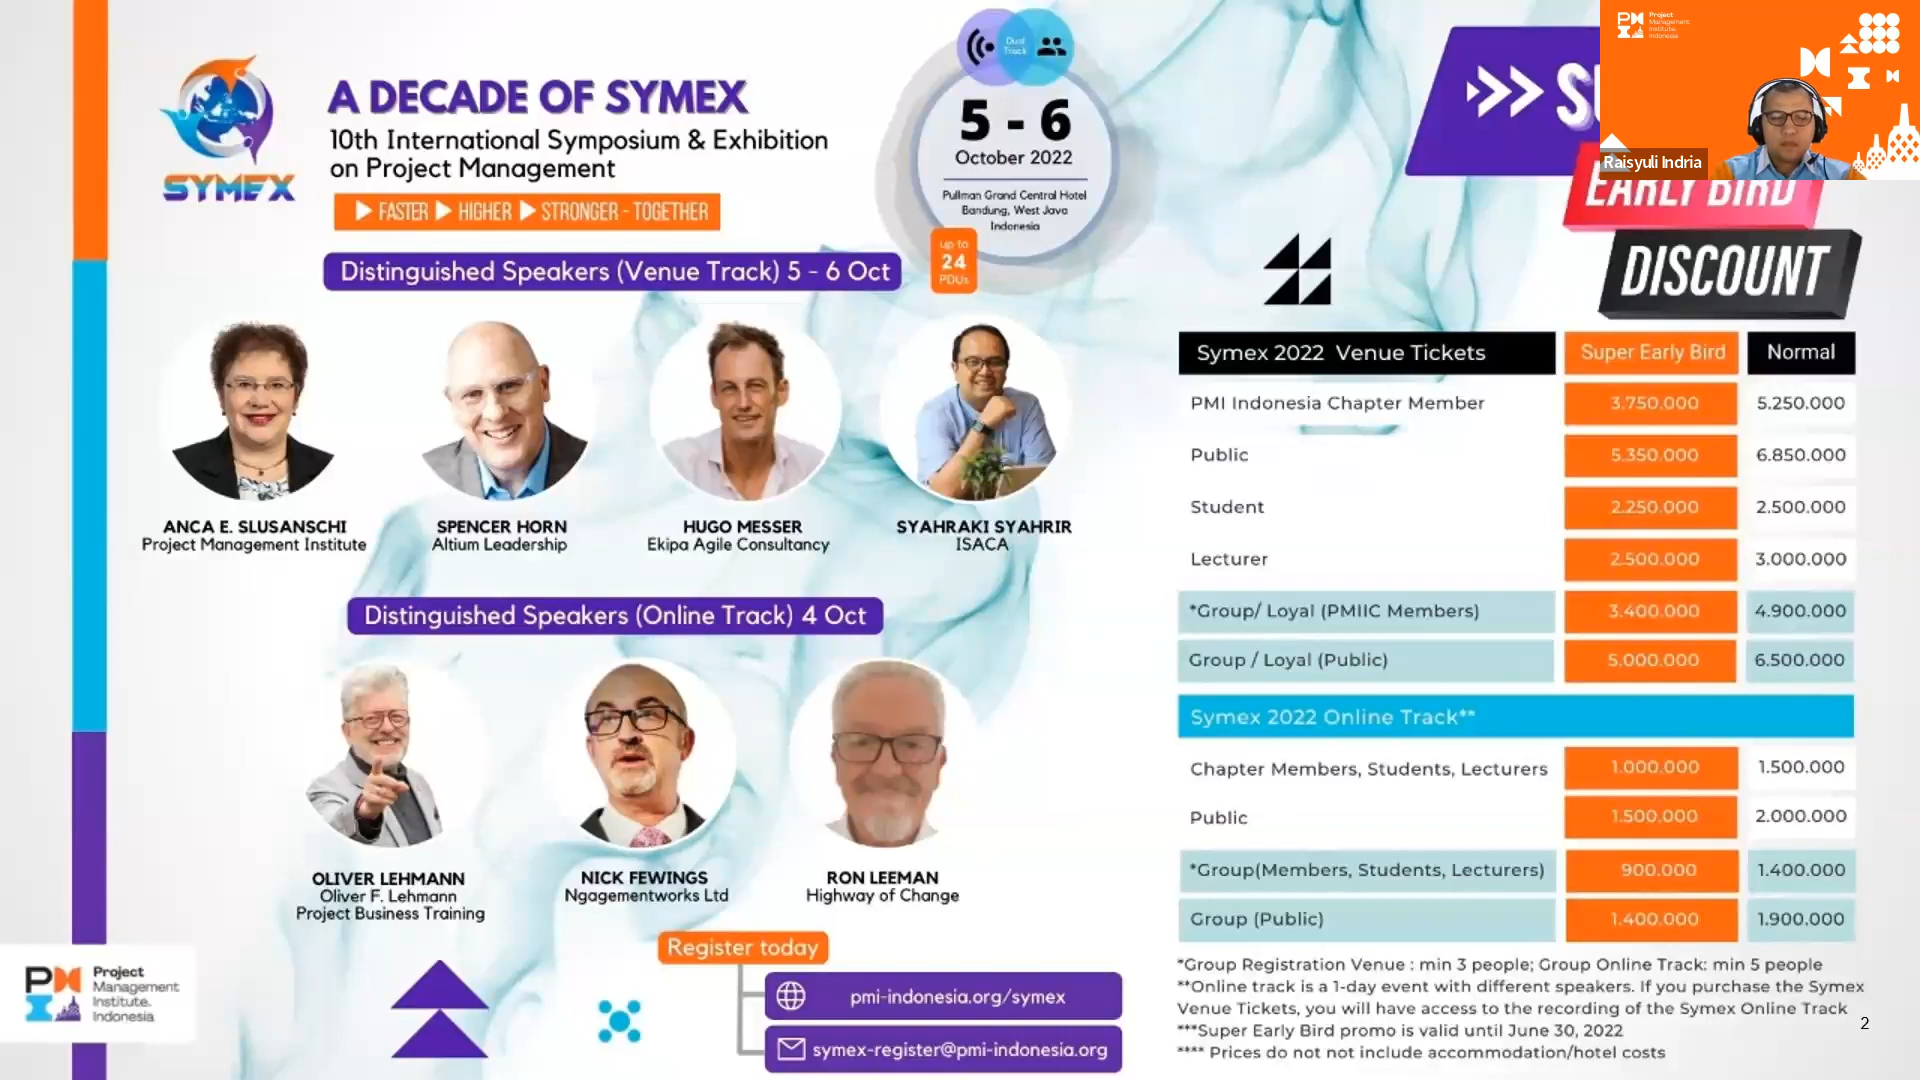 SYMEX
A DECADE OF SYMEX
10th International Symposium & Exhibition
on Project Management
FASTER HIGHER STRONGER - TOGETHER
Dual
Track
5 - 6
October 2022
Pullman Grand Central Hotel
Bandung, West Java
Indonesia
up to
24
PDUs
Project
Management
Institute.
Indonesia
Raisyuli Indria
EARLY BIRD
DISCOUNT
Distinguished Speakers (Venue Track) 5 - 6 Oct
ANCA E. SLUSANSCHI
Project Management Institute
SPENCER HORN
Altium Leadership
HUGO MESSER
Ekipa Agile Consultancy
SYAHRAKI SYAHRIR
ISACA
Distinguished Speakers (Online Track) 4 Oct
OLIVER LEHMANN
Oliver F. Lehmann
Project Business Training
NICK FEWINGS
Ngagementworks Ltd
RON LEEMAN
Highway of Change
Register today
pmi-indonesia.org/symex
symex-register@pmi-indonesia.org
Project
Management
Institute.
Indonesia
Symex 2022 Venue Tickets Super Early Bird Normal
PMI Indonesia Chapter Member 3.750.000 5.250.000
Public 5.350.000 6.850.000
Student 2.250.000 2.500.000
Lecturer 2.500.000 3.000.000
*Group/ Loyal (PMIIC Members) 3.400.000 4.900.000
Group / Loyal (Public) 5.000.000 6.500.000
Symex 2022 Online Track**
Chapter Members, Students, Lecturers 1.000.000 1.500.000
Public 1.500.000 2.000.000
*Group(Members, Students, Lecturers) 900.000 1.400.000
Group (Public) 1.400.000 1.900.000
*Group Registration Venue : min 3 people; Group Online Track: min 5 people
**Online track is a 1-day event with different speakers. If you purchase the Symex
Venue Tickets, you will have access to the recording of the Symex Online Track
***Super Early Bird promo is valid until June 30, 2022
**** Prices do not not include accommodation/hotel costs
2